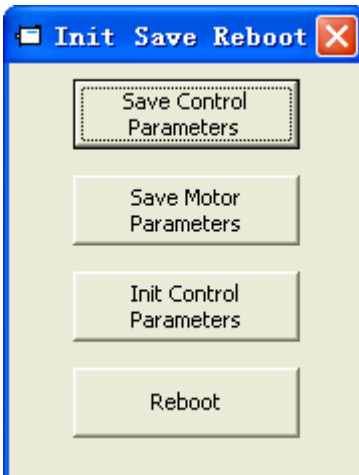 Init Save Reboot
Save Control
Parameters
Save Motor
Parameters
Init Control
Parameters
Reboot